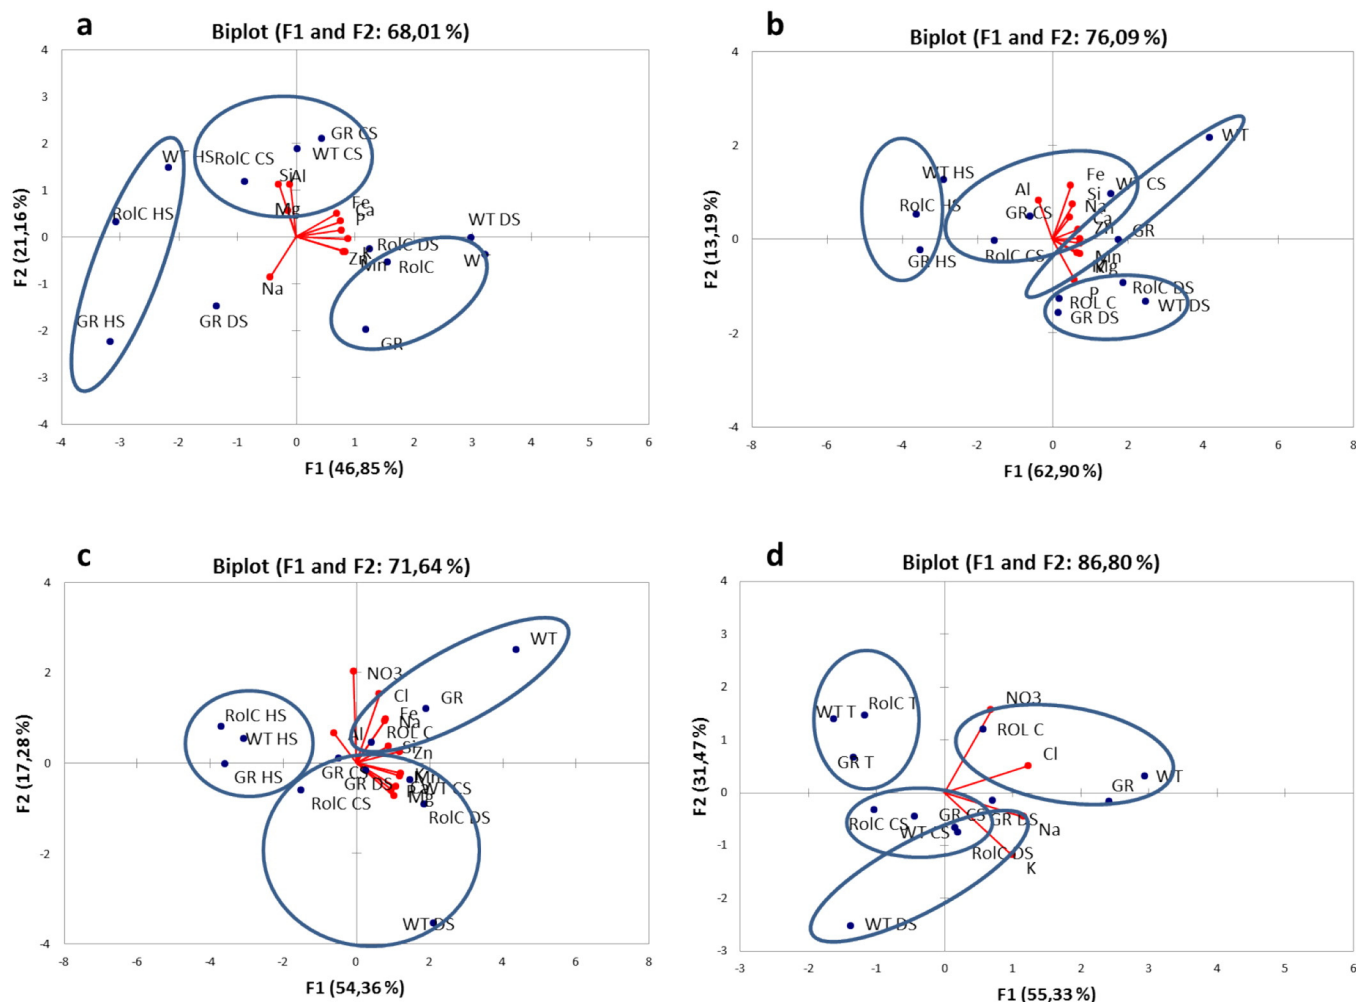 a
Biplot (F1 and F2: 68,01 %)
4
3
2
1
0
-1
-2
-3
-4
F2 (21,16 %)
GR CS
WT CS
RolC CS
WT HS
RolC HS
GR HS
GR DS
Si
Al
Mg
Fe
Ca
P
Zn
K
Mn
Na
WT DS
RolC DS
RolC
W
GR
-4 -3 -2 -1 0 1 2 3 4 5 6
F1 (46,85 %)
b
Biplot (F1 and F2: 76,09 %)
4
2
0
-2
-4
F2 (13,19 %)
WT
WT HS
RolC HS
GR HS
Al
Fe
Si
WT CS
Na
Ca
GR CS
Zn
GR
RolC CS
Mn
Mg
K
P
RolC DS
ROL C
GR DS
WT DS
-8 -6 -4 -2 0 2 4 6 8
F1 (62,90 %)
c
Biplot (F1 and F2: 71,64 %)
4
2
0
-2
-4
F2 (17,28 %)
WT
NO3
Cl
GR
Fe
Na
ROL C
Al
Si
Zn
RolC HS
WT HS
GR HS
GR CS
GR DS
K
Mn
WT CS
RolC CS
P
RolC DS
WT DS
-8 -6 -4 -2 0 2 4 6 8
F1 (54,36 %)
d
Biplot (F1 and F2: 86,80 %)
4
3
2
1
0
-1
-2
-3
F2 (31,47 %)
RolC T
WT T
GR T
NO3
ROL C
Cl
WT
GR
RolC CS
GR CS
GR DS
WT CS
Na
RolC DS
K
WT DS
-3 -2 -1 0 1 2 3 4 5 6
F1 (55,33 %)